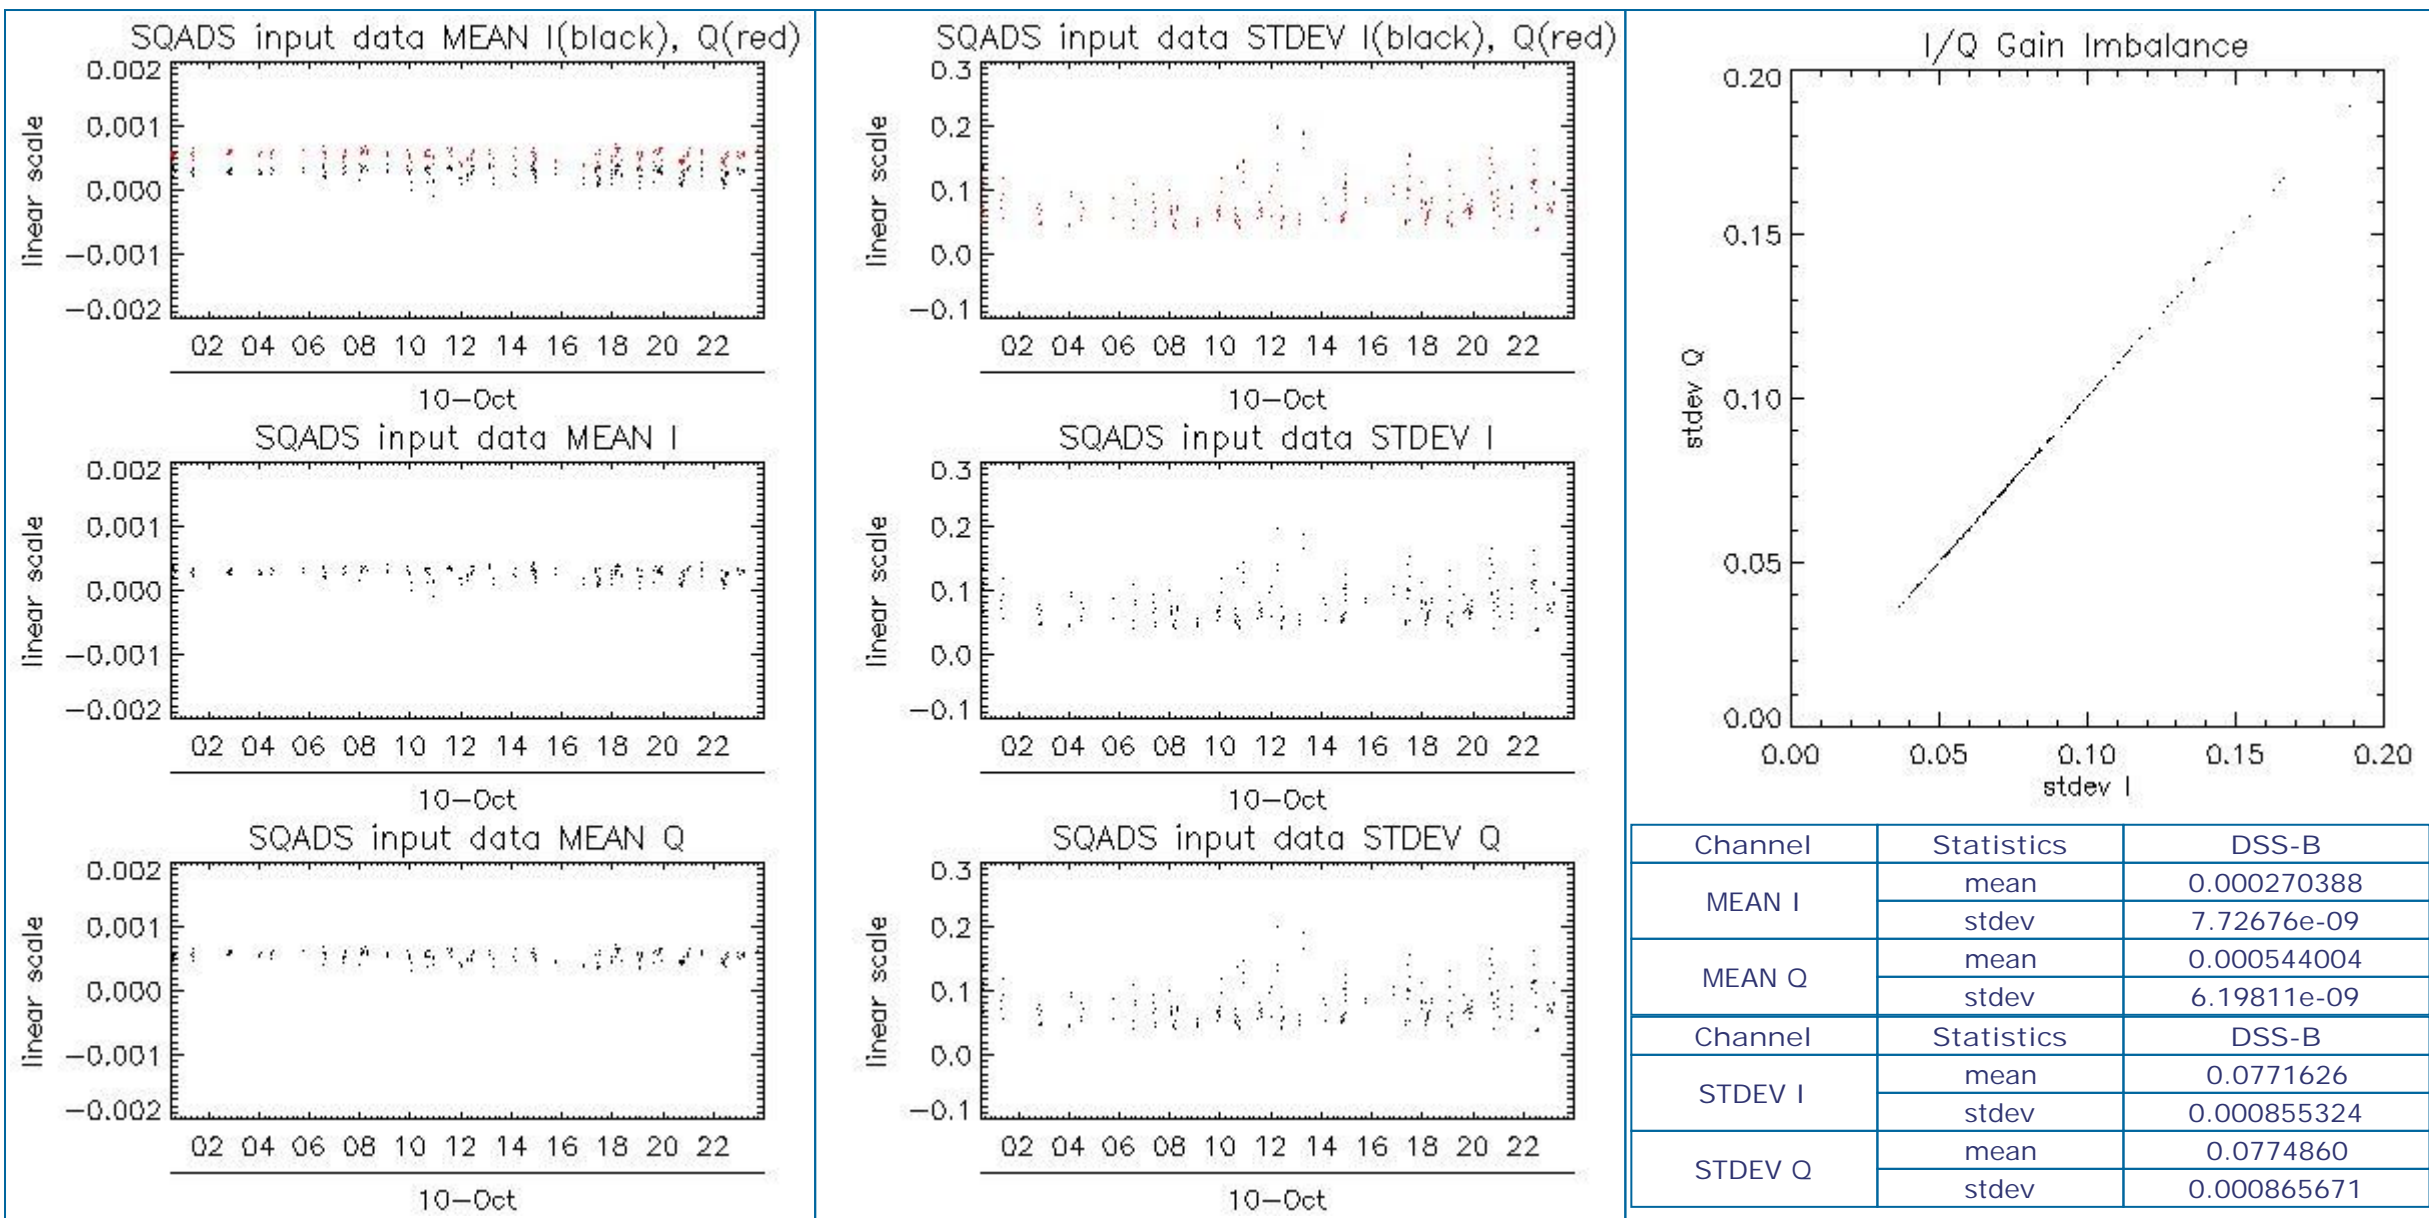 SQADS input data MEAN I(black), Q(red)
0.002
0.001
0.000
−0.001
−0.002
linear scale
02 04 06 08 10 12 14 16 18 20 22
10−Oct
SQADS input data MEAN I
0.002
0.001
0.000
−0.001
−0.002
linear scale
02 04 06 08 10 12 14 16 18 20 22
10−Oct
SQADS input data MEAN Q
0.002
0.001
0.000
−0.001
−0.002
linear scale
02 04 06 08 10 12 14 16 18 20 22
10−Oct
SQADS input data STDEV I(black), Q(red)
0.3
0.2
0.1
0.0
−0.1
linear scale
02 04 06 08 10 12 14 16 18 20 22
10−Oct
SQADS input data STDEV I
0.3
0.2
0.1
0.0
−0.1
linear scale
02 04 06 08 10 12 14 16 18 20 22
10−Oct
SQADS input data STDEV Q
0.3
0.2
0.1
0.0
−0.1
linear scale
02 04 06 08 10 12 14 16 18 20 22
10−Oct
I/Q Gain Imbalance
0.20
0.15
0.10
0.05
0.00
stdev Q
0.00 0.05 0.10 0.15 0.20
stdev I
Channel Statistics DSS-B
MEAN I mean 0.000270388
stdev 7.72676e-09
MEAN Q mean 0.000544004
stdev 6.19811e-09
Channel Statistics DSS-B
STDEV I mean 0.0771626
stdev 0.000855324
STDEV Q mean 0.0774860
stdev 0.000865671